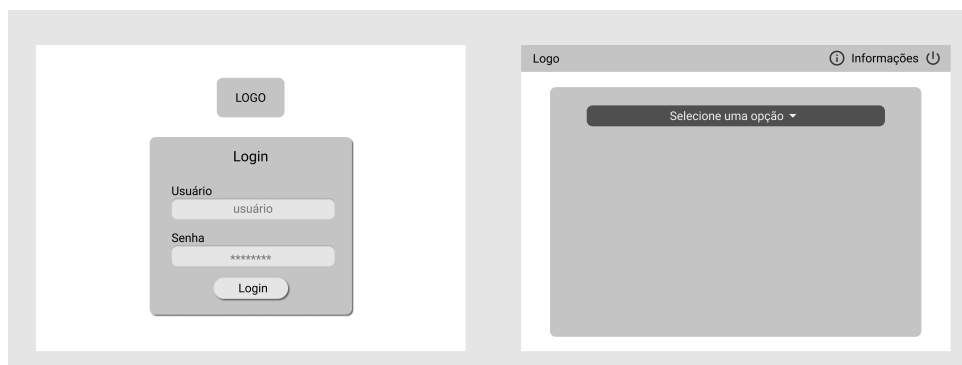 LOGO
Login
Usuário
usuário
Senha
********
Login
Logo
Informações
Selecione uma opção